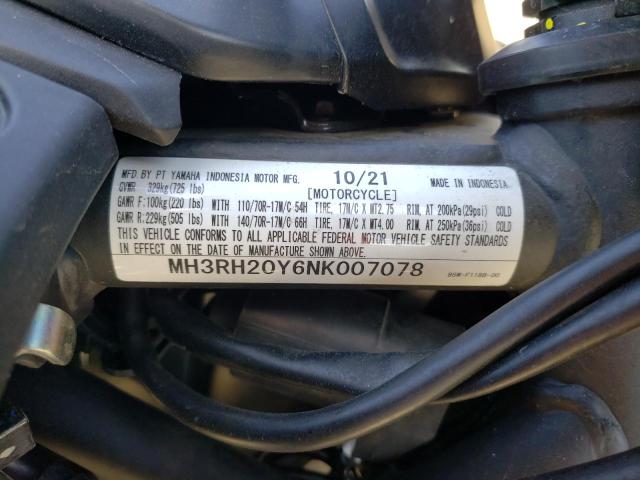 MFD BY PT YAMAHA INDONESIA MOTOR MFG. 10/21 MADE IN INDONESIA
GVWR 329kg(725 lbs) [MOTORCYCLE]
GAWR F:100kg(220 lbs) WITH 110/70R-17M/C 54H TIRE, 17M/C X MT2.75 RIM, AT 200kPa(29psi) COLD
GAWR R:229kg(505 lbs) WITH 140/70R-17M/C 66H TIRE, 17M/C X MT4.00 RIM, AT 250kPa(36psi) COLD
THIS VEHICLE CONFORMS TO ALL APPLICABLE FEDERAL MOTOR VEHICLE SAFETY STANDARDS
IN EFFECT ON THE DATE OF MANUFACTURE SHOWN ABOVE.
MH3RH20Y6NK007078 BSW-F118B-00